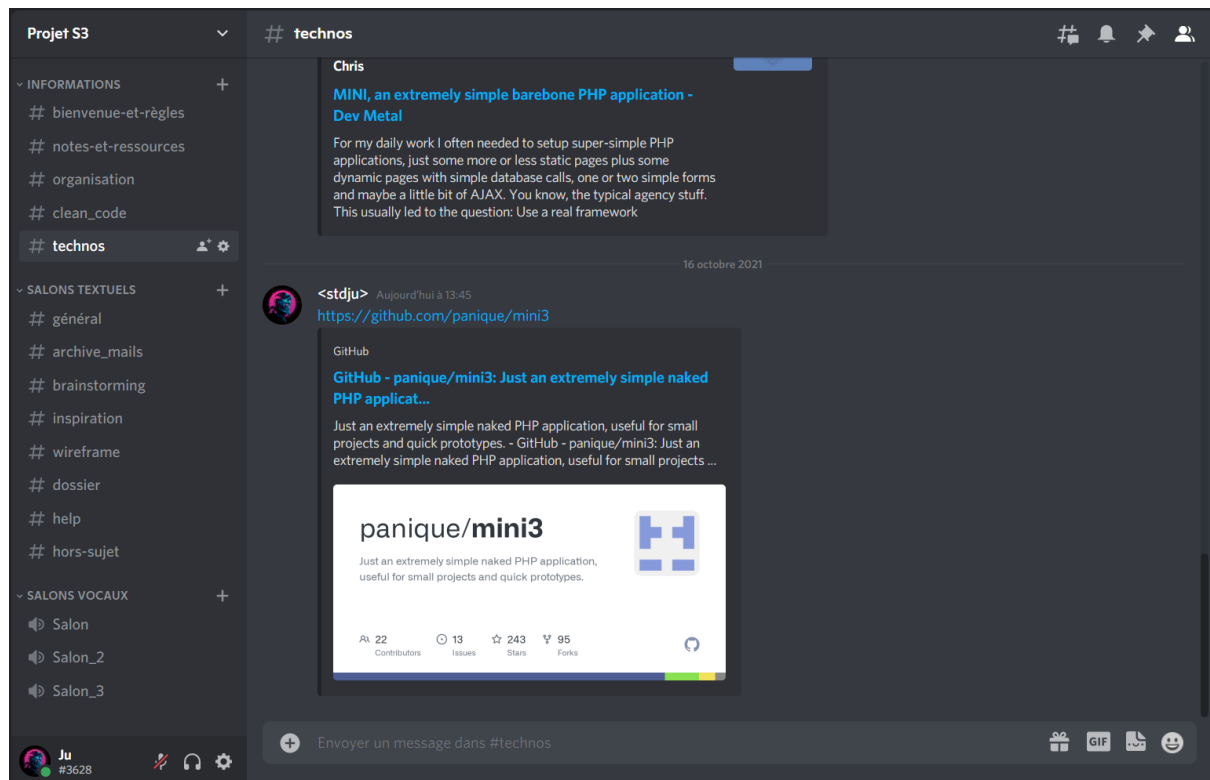 Projet S3
# technos
INFORMATIONS
# bienvenue-et-règles
# notes-et-ressources
# organisation
# clean_code
# technos
SALONS TEXTUELS
# général
# archive_mails
# brainstorming
# inspiration
# wireframe
# dossier
# help
# hors-sujet
SALONS VOCAUX
Salon
Salon_2
Salon_3
Ju
#3628
Chris
MINI, an extremely simple barebone PHP application -
Dev Metal
For my daily work I often needed to setup super-simple PHP
applications, just some more or less static pages plus some
dynamic pages with simple database calls, one or two simple forms
and maybe a little bit of AJAX. You know, the typical agency stuff.
This usually led to the question: Use a real framework
16 octobre 2021
<stdju> Aujourd'hui à 13:45
https://github.com/panique/mini3
GitHub
GitHub - panique/mini3: Just an extremely simple naked
PHP applicat...
Just an extremely simple naked PHP application, useful for small
projects and quick prototypes. - GitHub - panique/mini3: Just an
extremely simple naked PHP application, useful for small projects ...
panique/mini3
Just an extremely simple naked PHP application,
useful for small projects and quick prototypes.
22 13 243 95
Contributors Issues Stars Forks
Envoyer un message dans #technos
GIF